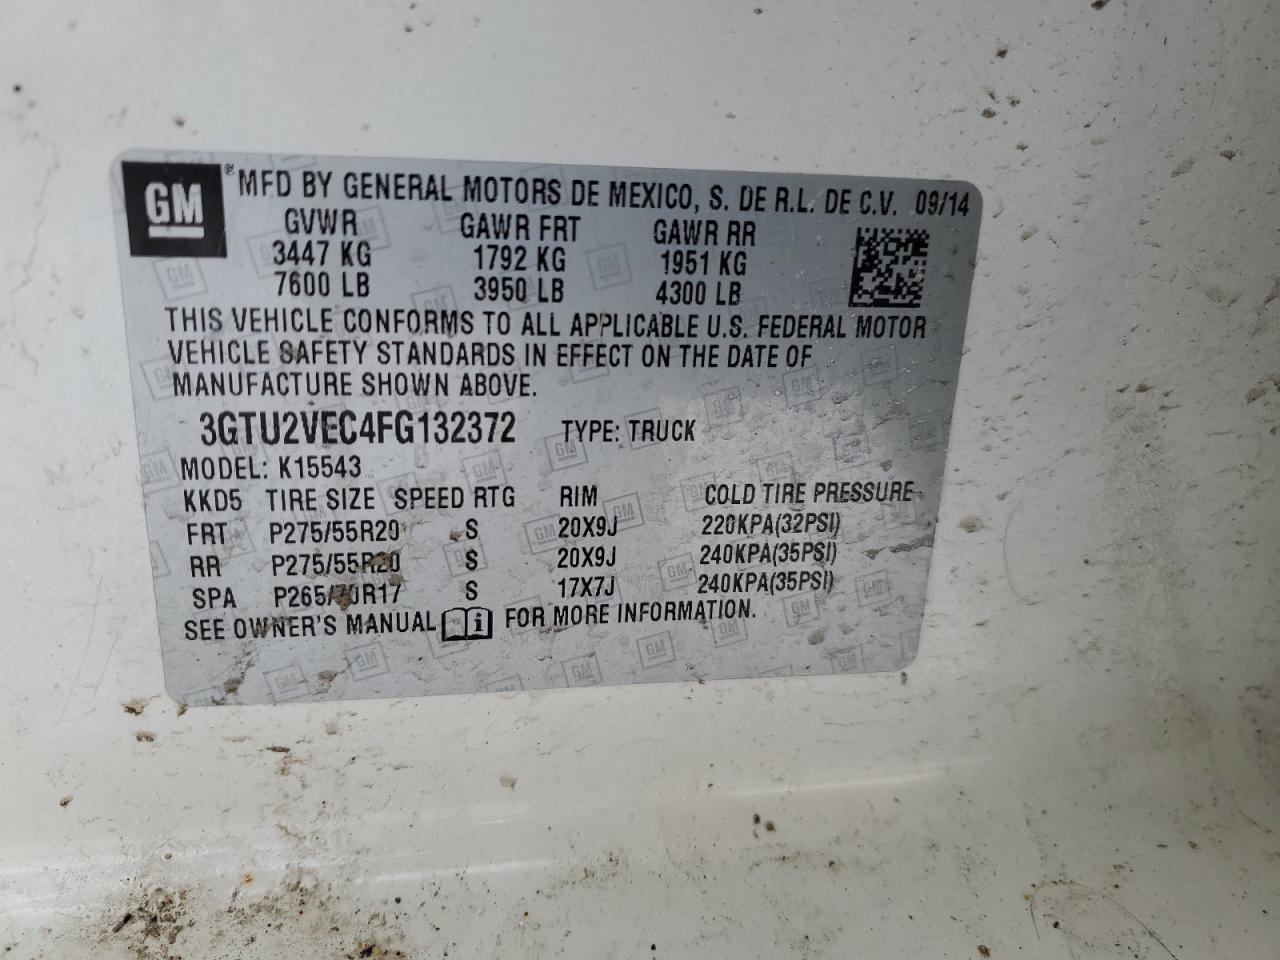 GM ® MFD BY GENERAL MOTORS DE MEXICO, S. DE R.L. DE C.V. 09/14
GVWR GAWR FRT GAWR RR
3447 KG 1792 KG 1951 KG
7600 LB 3950 LB 4300 LB
THIS VEHICLE CONFORMS TO ALL APPLICABLE U.S. FEDERAL MOTOR
VEHICLE SAFETY STANDARDS IN EFFECT ON THE DATE OF
MANUFACTURE SHOWN ABOVE.
3GTU2VEC4FG132372 TYPE: TRUCK
MODEL: K15543
KKD5 TIRE SIZE SPEED RTG RIM COLD TIRE PRESSURE
FRT P275/55R20 S 20X9J 220KPA(32PSI)
RR P275/55R20 S 20X9J 240KPA(35PSI)
SPA P265/70R17 S 17X7J 240KPA(35PSI)
SEE OWNER'S MANUAL i FOR MORE INFORMATION.